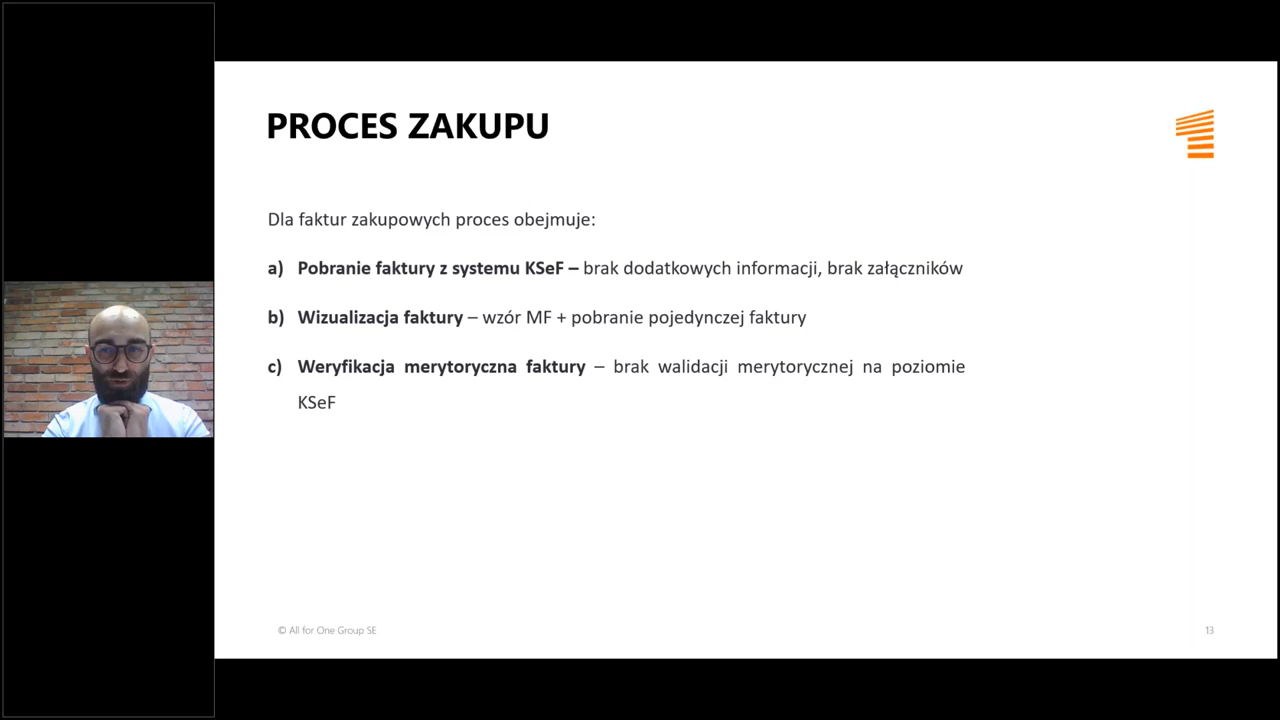 PROCES ZAKUPU
Dla faktur zakupowych proces obejmuje:
a) Pobranie faktury z systemu KSeF – brak dodatkowych informacji, brak załączników
b) Wizualizacja faktury – wzór MF + pobranie pojedynczej faktury
c) Weryfikacja merytoryczna faktury – brak walidacji merytorycznej na poziomie
KSeF
© All for One Group SE
13